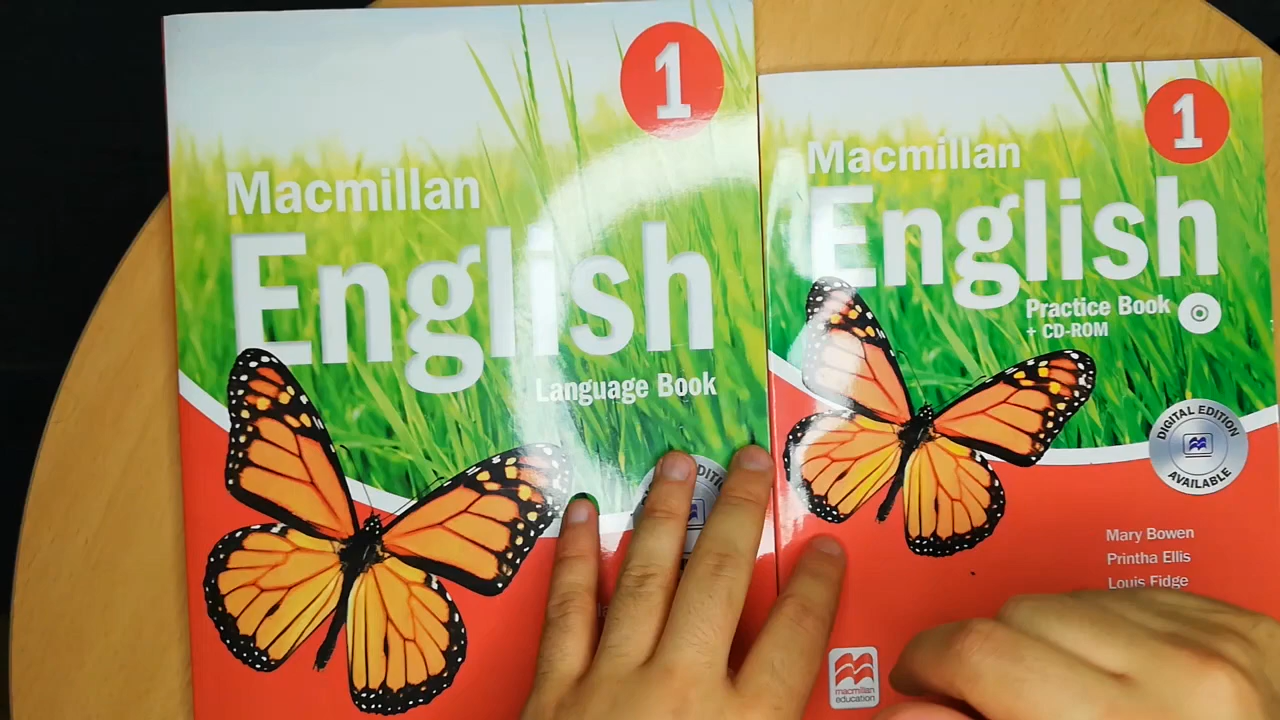 1
Macmillan
English
Language Book
1
Macmillan
English
Practice Book
+ CD-ROM
DIGITAL EDITION
AVAILABLE
Mary Bowen
Printha Ellis
Louis Fidge
macmillan
education